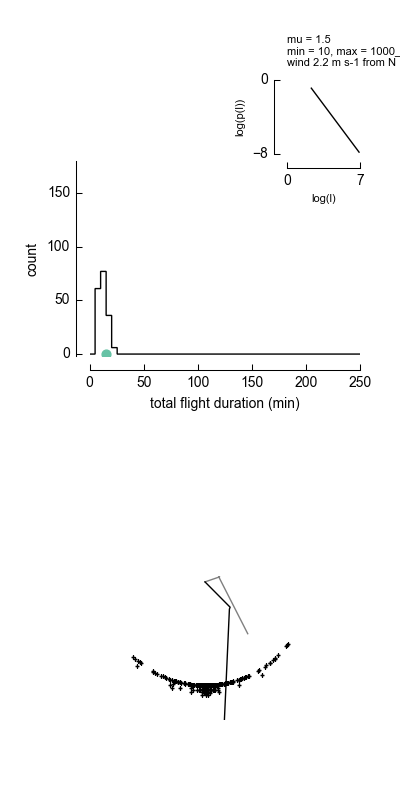 mu = 1.5
min = 10, max = 1000_
wind 2.2 m s-1 from N
0
−8
log(p(l))
0 7
log(l)
150
100
50
0
count
0 50 100 150 200 250
total flight duration (min)